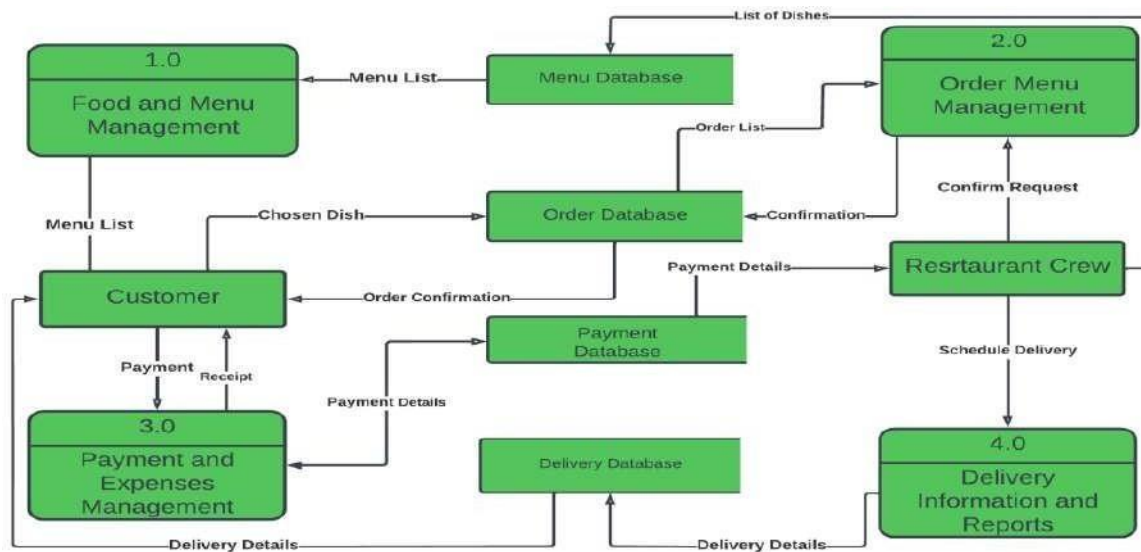 List of Dishes
1.0
Food and Menu
Management
Menu List
Menu Database
2.0
Order Menu
Management
Order List
Menu List
Chosen Dish
Order Database
Confirmation
Confirm Request
Customer
Order Confirmation
Payment Details
Resrtaurant Crew
Payment
Database
Payment
Receipt
Payment Details
Schedule Delivery
3.0
Payment and
Expenses
Management
Delivery Database
4.0
Delivery
Information and
Reports
Delivery Details
Delivery Details